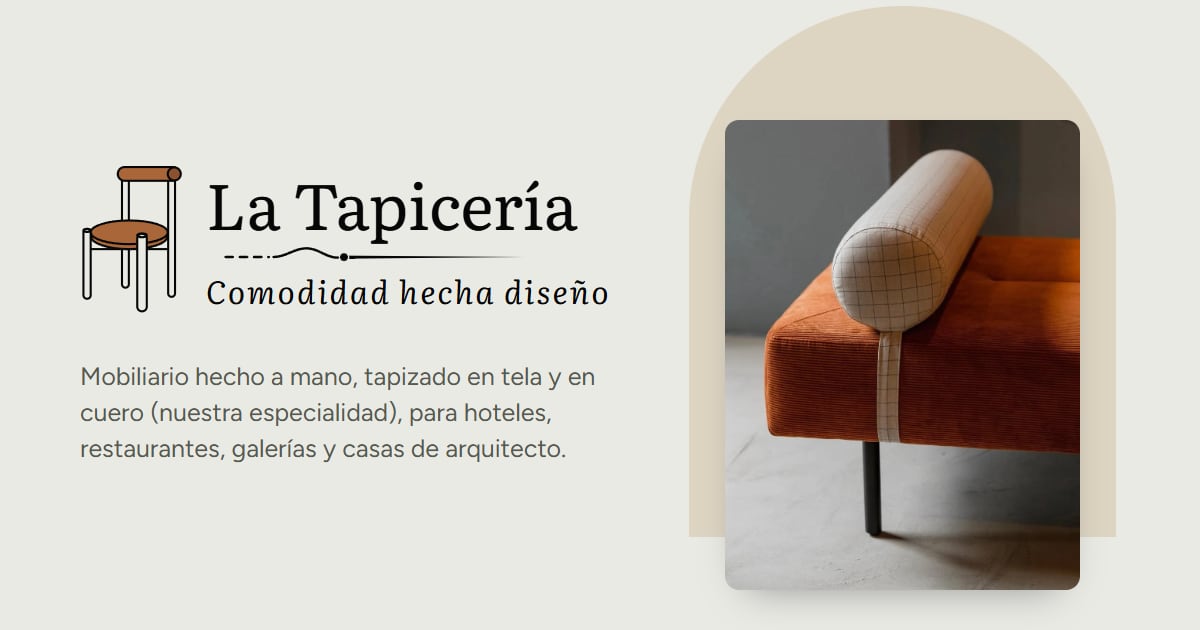 La Tapicería
Comodidad hecha diseño
Mobiliario hecho a mano, tapizado en tela y en
cuero (nuestra especialidad), para hoteles,
restaurantes, galerías y casas de arquitecto.